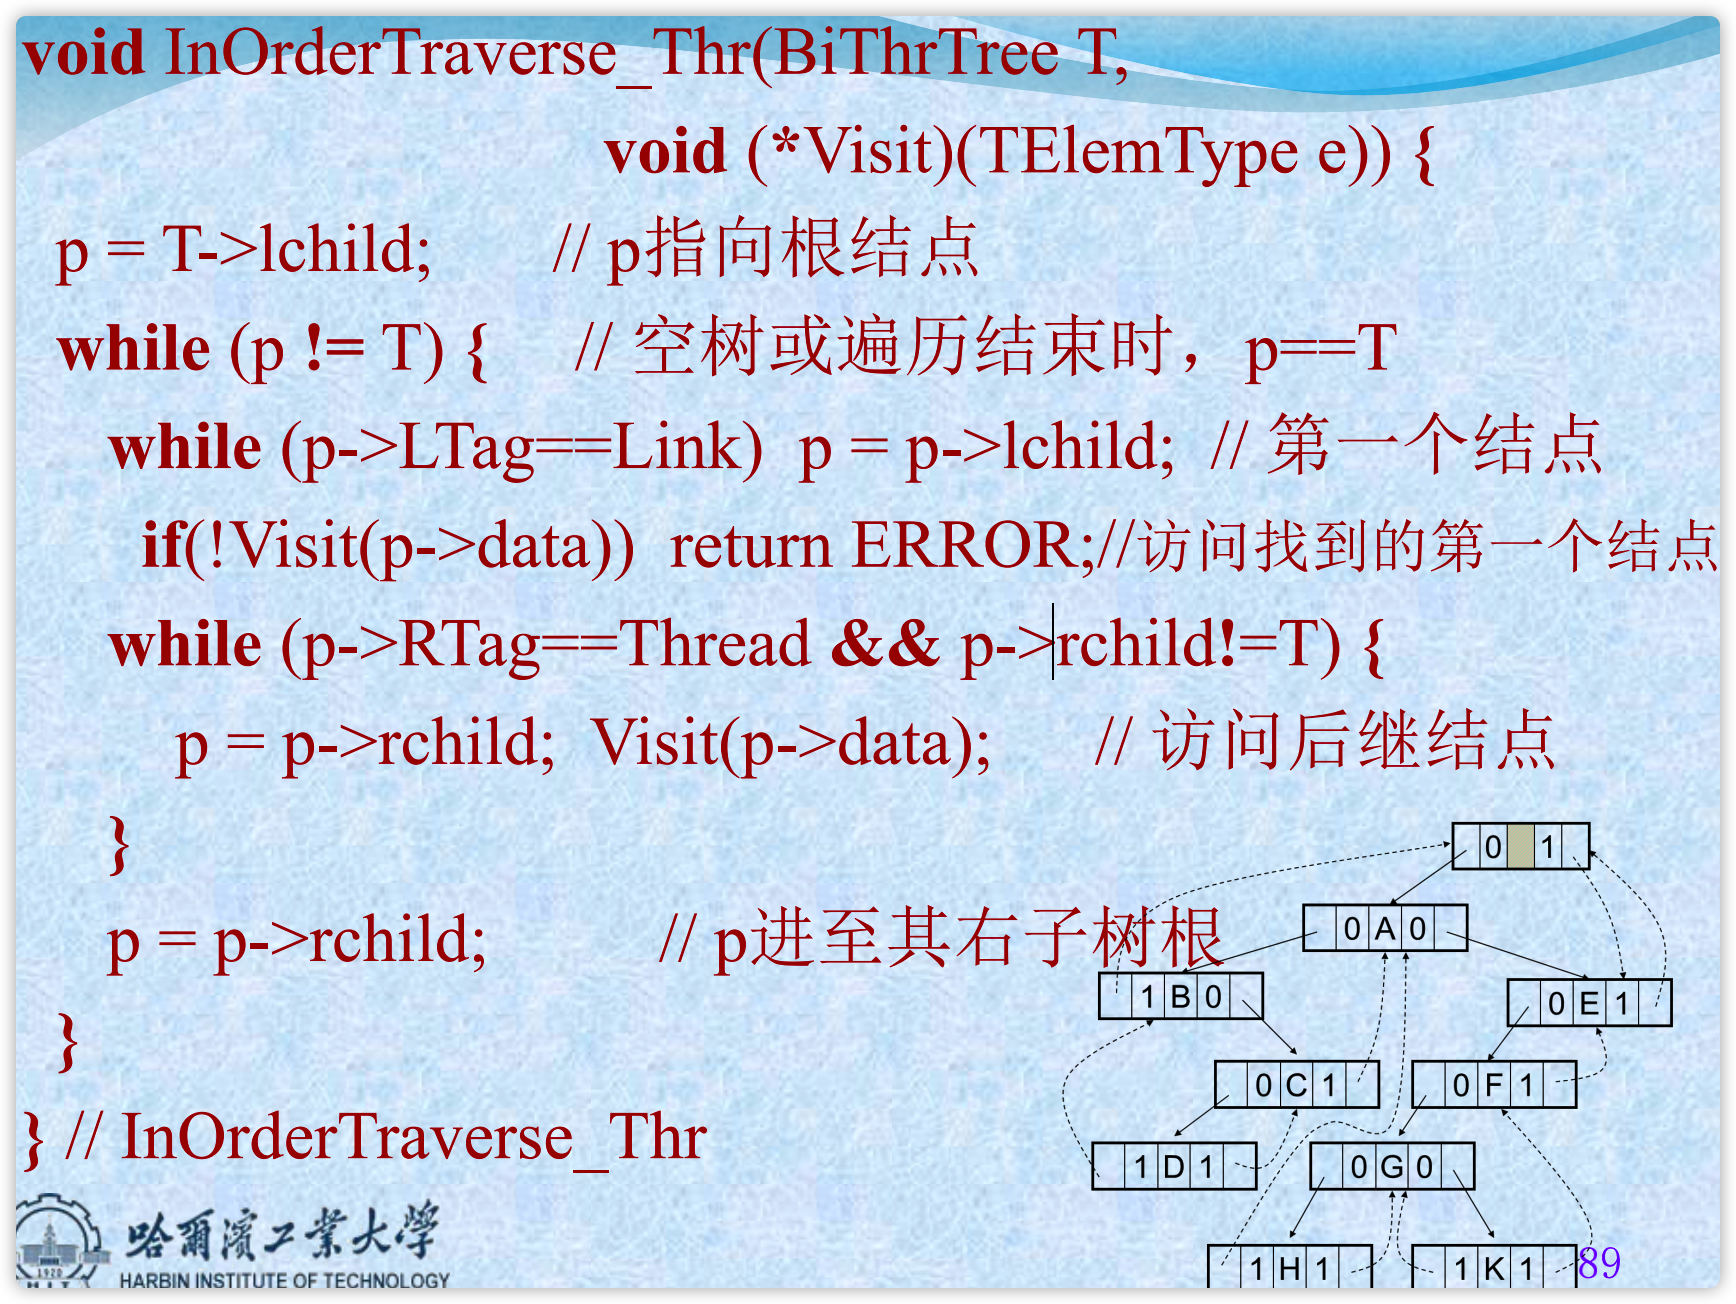 void InOrderTraverse_Thr(BiThrTree T,
void (*Visit)(TElemType e)) {
p = T->lchild; // p指向根结点
while (p != T) { // 空树或遍历结束时，p==T
while (p->LTag==Link) p = p->lchild; // 第一个结点
if(!Visit(p->data)) return ERROR;//访问找到的第一个结点
while (p->RTag==Thread && p->rchild!=T) {
p = p->rchild; Visit(p->data); // 访问后继结点
}
p = p->rchild; // p进至其右子树根
}
} // InOrderTraverse_Thr
0 1
0 A 0
1 B 0
0 E 1
0 C 1
0 F 1
1 D 1
0 G 0
1 H 1
1 K 1
89
哈爾濱工業大學
1920
H I T
HARBIN INSTITUTE OF TECHNOLOGY